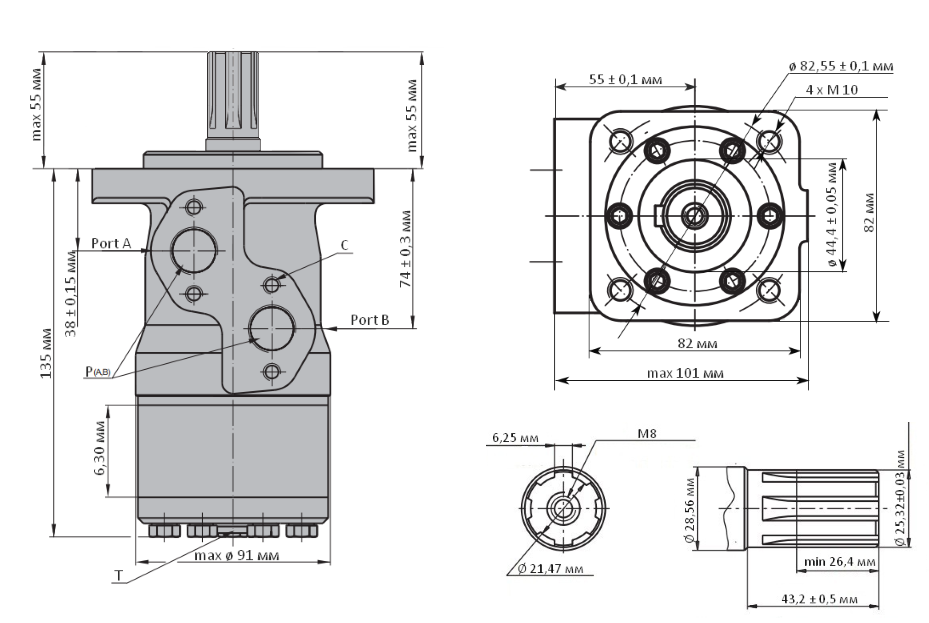 max 55 мм
max 55 мм
Port A
C
38 ± 0,15 мм
74 ± 0,3 мм
Port B
135 мм
P(A,B)
6,30 мм
max ø 91 мм
T
ø 82,55 ± 0,1 мм
55 ± 0,1 мм
4 x M 10
ø 44,4 ± 0,05 мм
82 мм
82 мм
max 101 мм
6,25 мм
M8
Ø 21,47 мм
Ø 28,56 мм
Ø 25,32±0,03 мм
min 26,4 мм
43,2 ± 0,5 мм